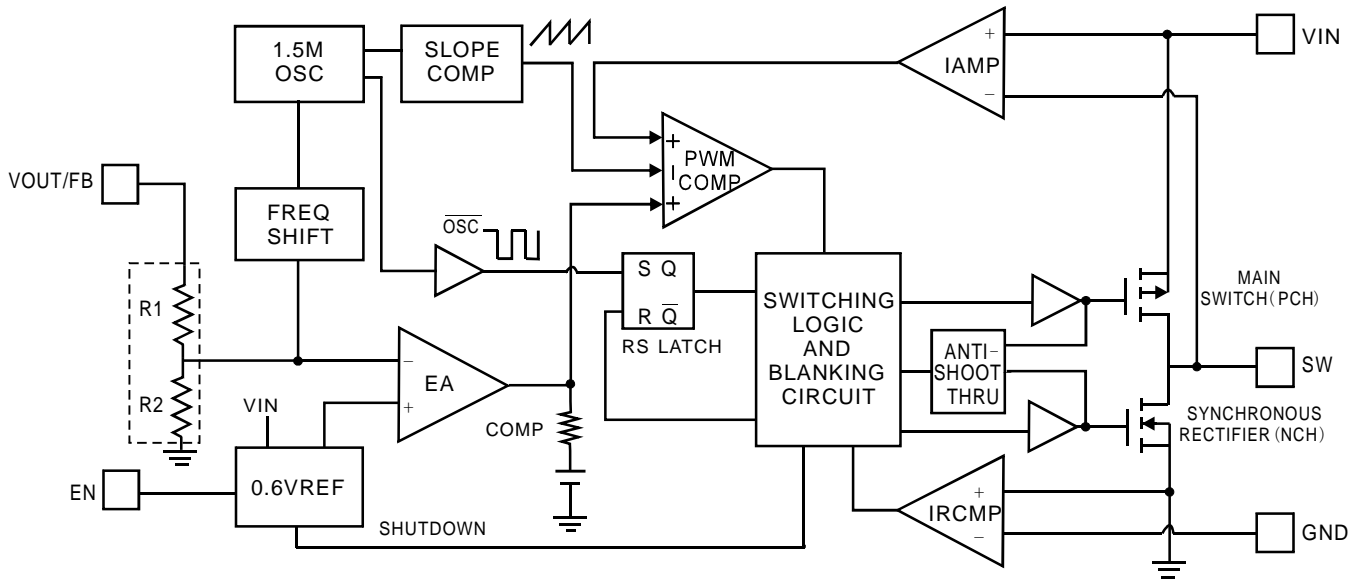 1.5M
OSC
SLOPE
COMP
+
IAMP
−
VIN
VOUT/FB
FREQ
SHIFT
+
−
+
PWM
COMP
OSC
S Q
R Q
RS LATCH
SWITCHING
LOGIC
AND
BLANKING
CIRCUIT
MAIN
SWITCH(PCH)
ANTI-
SHOOT
THRU
SW
SYNCHRONOUS
RECTIFIER (NCH)
R1
R2
−
EA
+
VIN
COMP
EN
0.6VREF
SHUTDOWN
+
IRCMP
−
GND